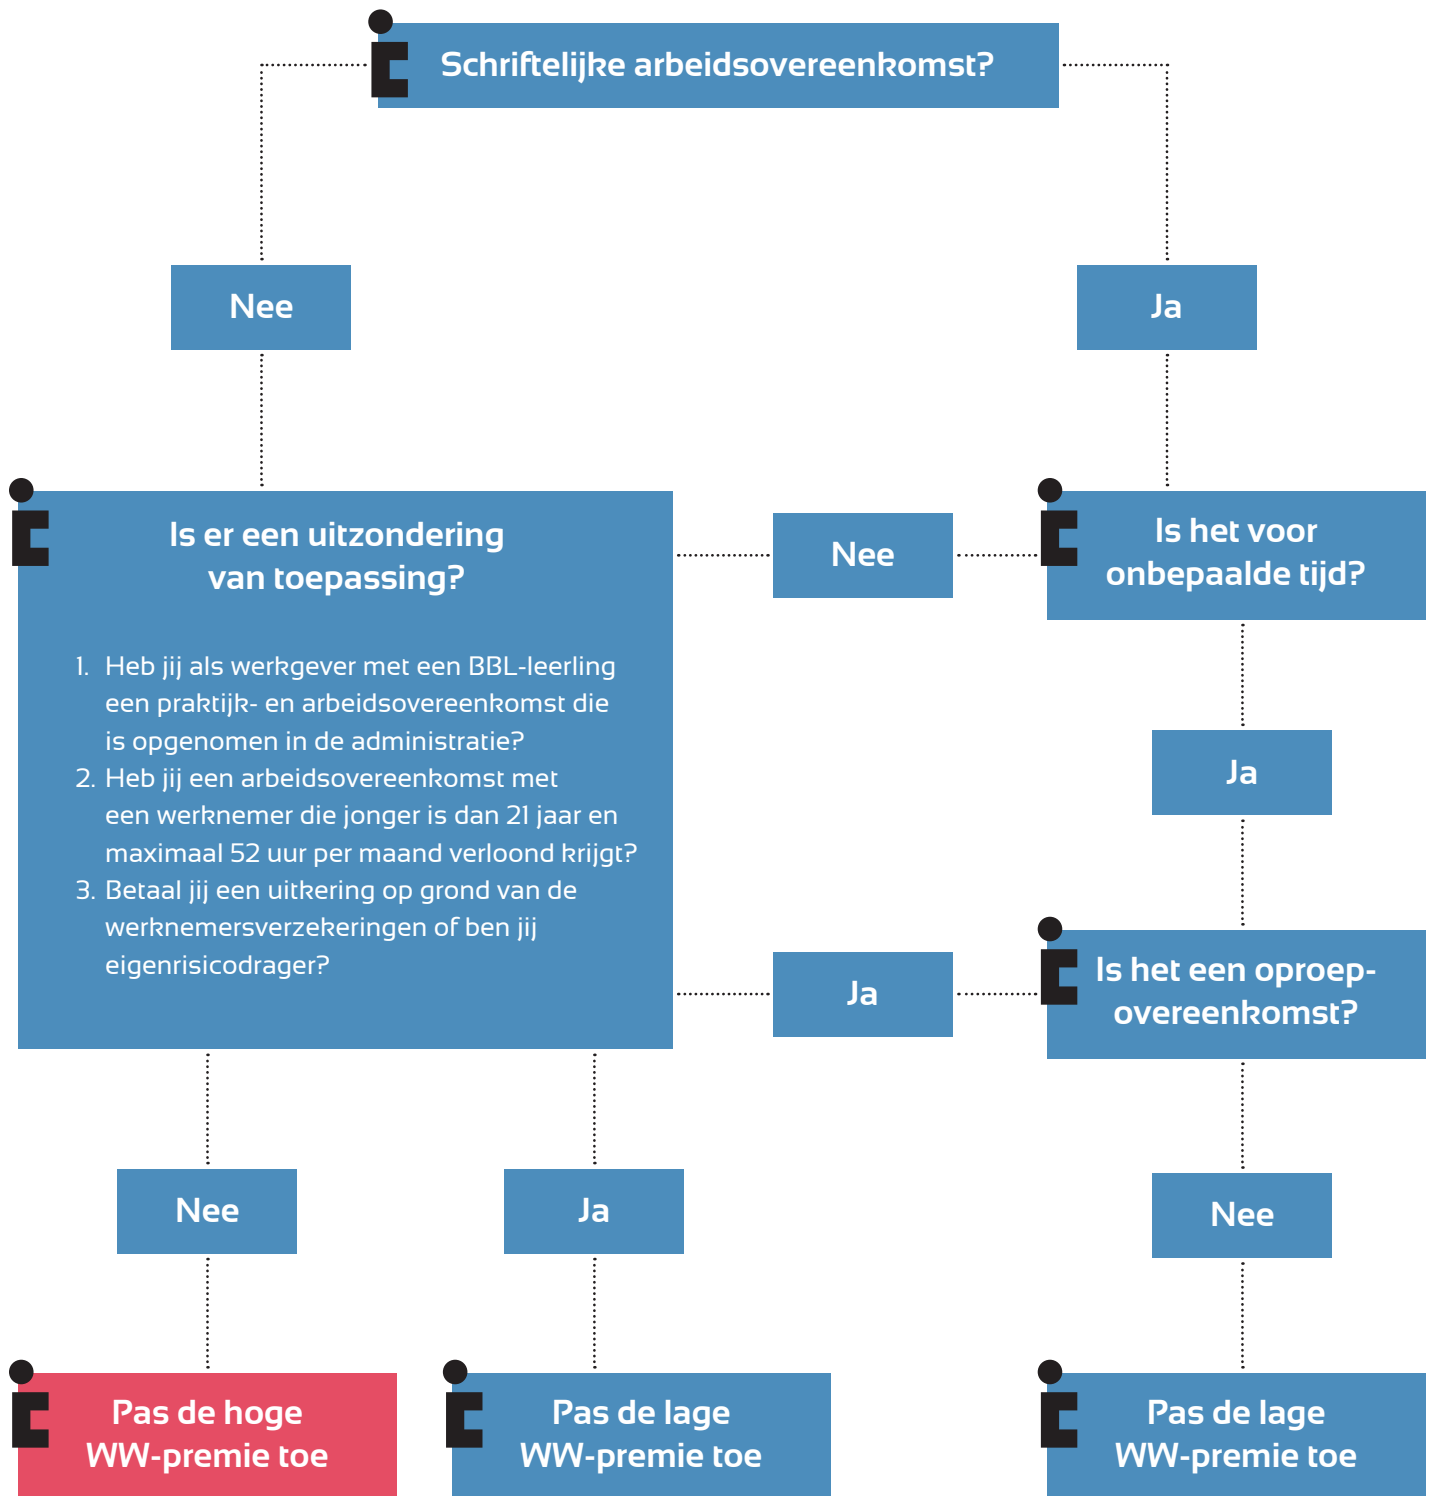 Schriftelijke arbeidsovereenkomst?
Nee
Ja
Is er een uitzondering
van toepassing?
1. Heb jij als werkgever met een BBL-leerling
een praktijk- en arbeidsovereenkomst die
is opgenomen in de administratie?
2. Heb jij een arbeidsovereenkomst met
een werknemer die jonger is dan 21 jaar en
maximaal 52 uur per maand verloond krijgt?
3. Betaal jij een uitkering op grond van de
werknemersverzekeringen of ben jij
eigenrisicodrager?
Nee
Is het voor
onbepaalde tijd?
Ja
Ja
Is het een oproep-
overeenkomst?
Nee
Ja
Nee
Pas de hoge
WW-premie toe
Pas de lage
WW-premie toe
Pas de lage
WW-premie toe